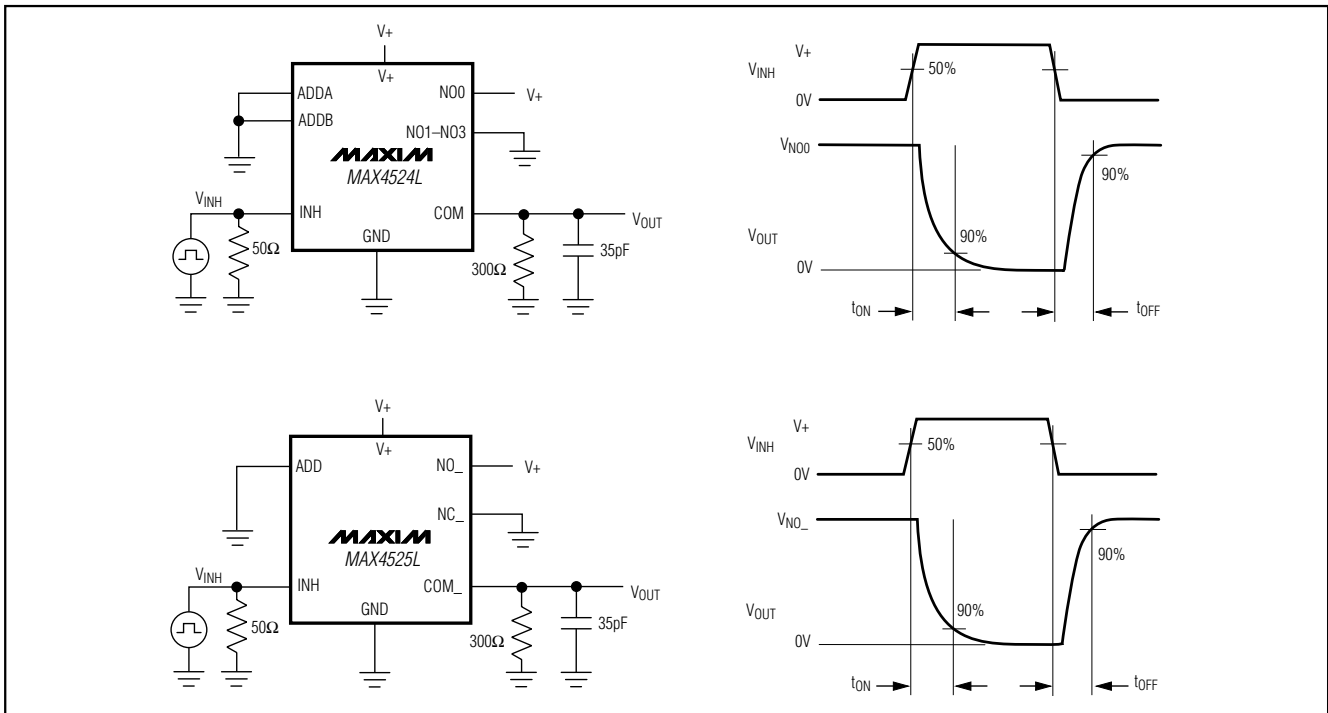 V+
V+
ADDA
ADDB
NO0
V+
NO1–NO3
MAXIM
MAX4524L
VINH
INH
COM
VOUT
GND
50Ω
300Ω
35pF
V+
VINH
50%
0V
VNO0
90%
VOUT
90%
0V
tON
tOFF
V+
V+
ADD
NO_
V+
NC_
MAXIM
MAX4525L
VINH
INH
COM_
VOUT
GND
50Ω
300Ω
35pF
V+
VINH
50%
0V
VNO_
90%
VOUT
90%
0V
tON
tOFF